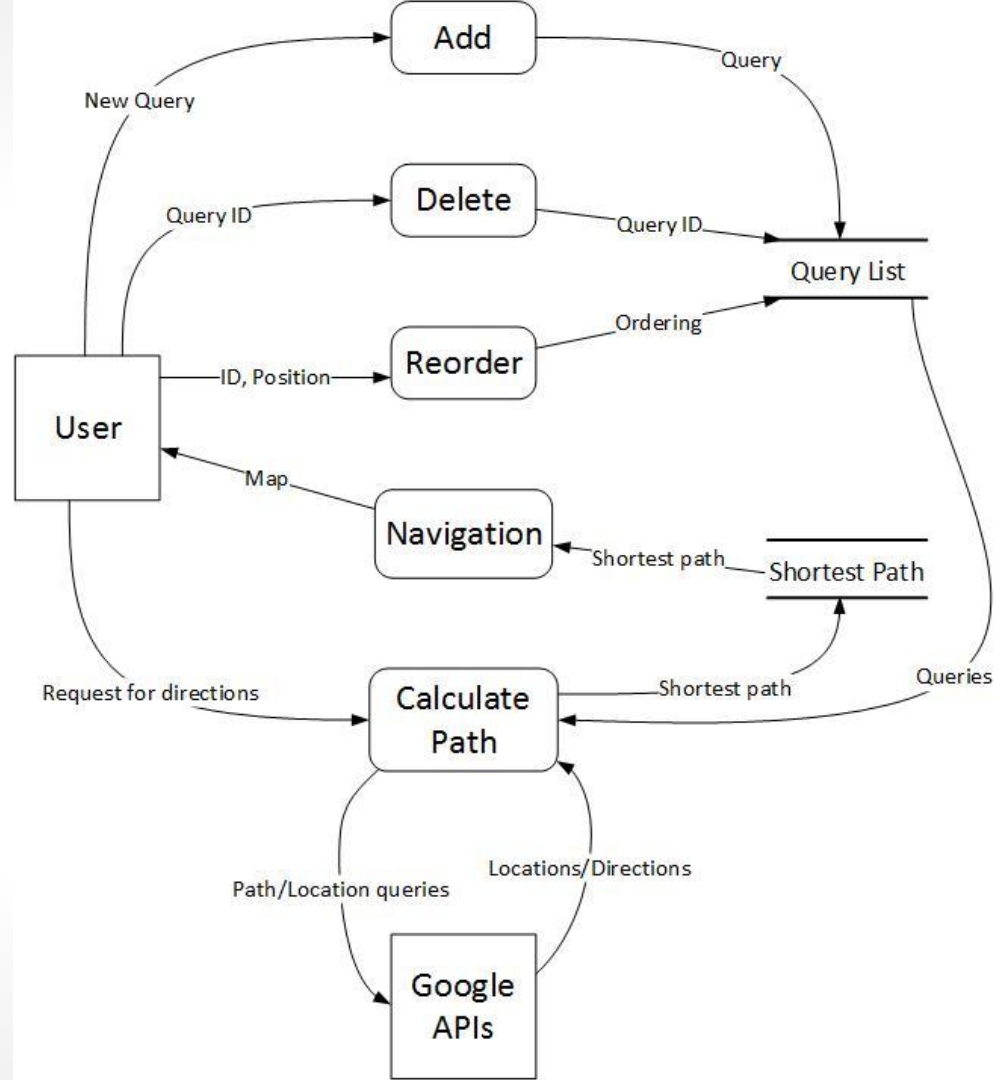 Add
Query
New Query
Delete
Query ID
Query ID
Query List
Ordering
Reorder
ID, Position
User
Map
Navigation
Shortest path
Shortest Path
Queries
Request for directions
Calculate
Path
Shortest path
Locations/Directions
Path/Location queries
Google
APIs